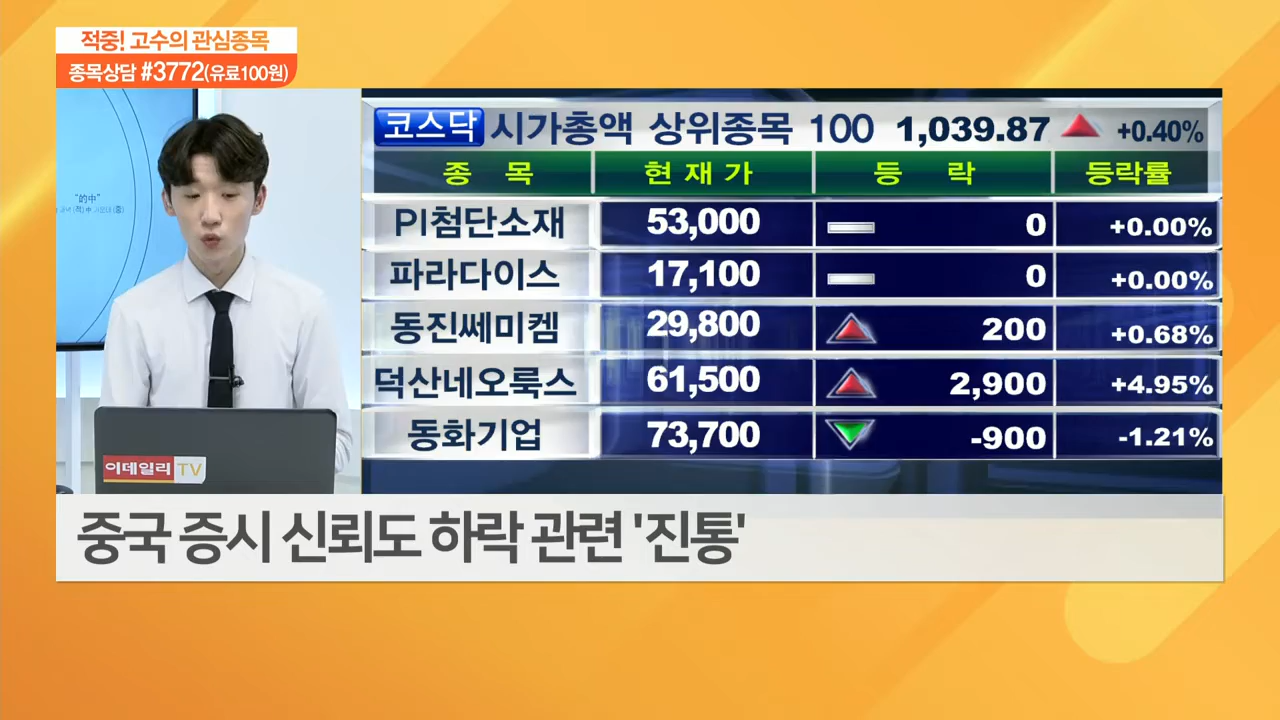 적중! 고수의 관심종목
종목상담 #3772(유료100원)
"的中"
코스닥 시가총액 상위종목 100 1,039.87 +0.40%
종 목 현재가 등 락 등락률
PI첨단소재 53,000 0 +0.00%
파라다이스 17,100 0 +0.00%
동진쎄미켐 29,800 200 +0.68%
덕산네오룩스 61,500 2,900 +4.95%
동화기업 73,700 -900 -1.21%
이데일리TV
중국 증시 신뢰도 하락 관련 '진통'